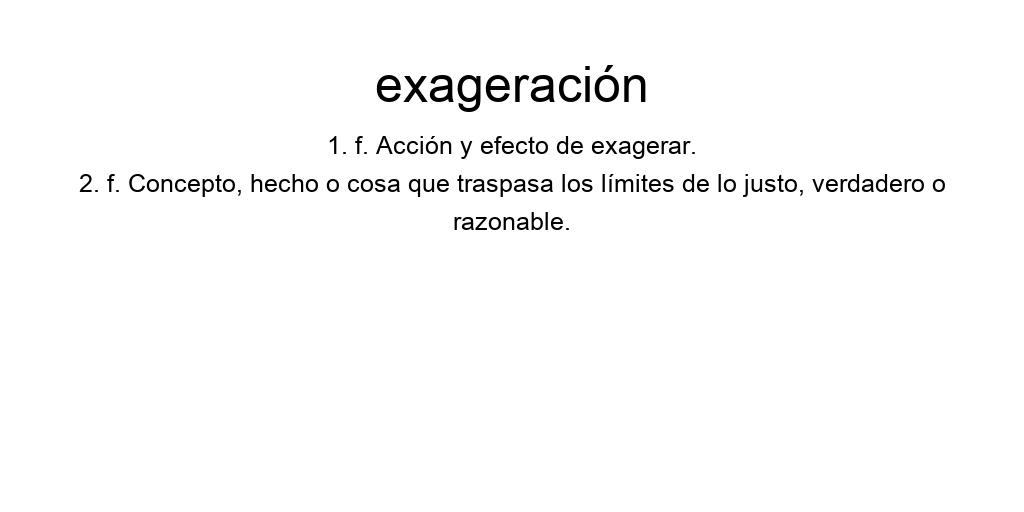 exageración
1. f. Acción y efecto de exagerar.
2. f. Concepto, hecho o cosa que traspasa los límites de lo justo, verdadero o
razonable.